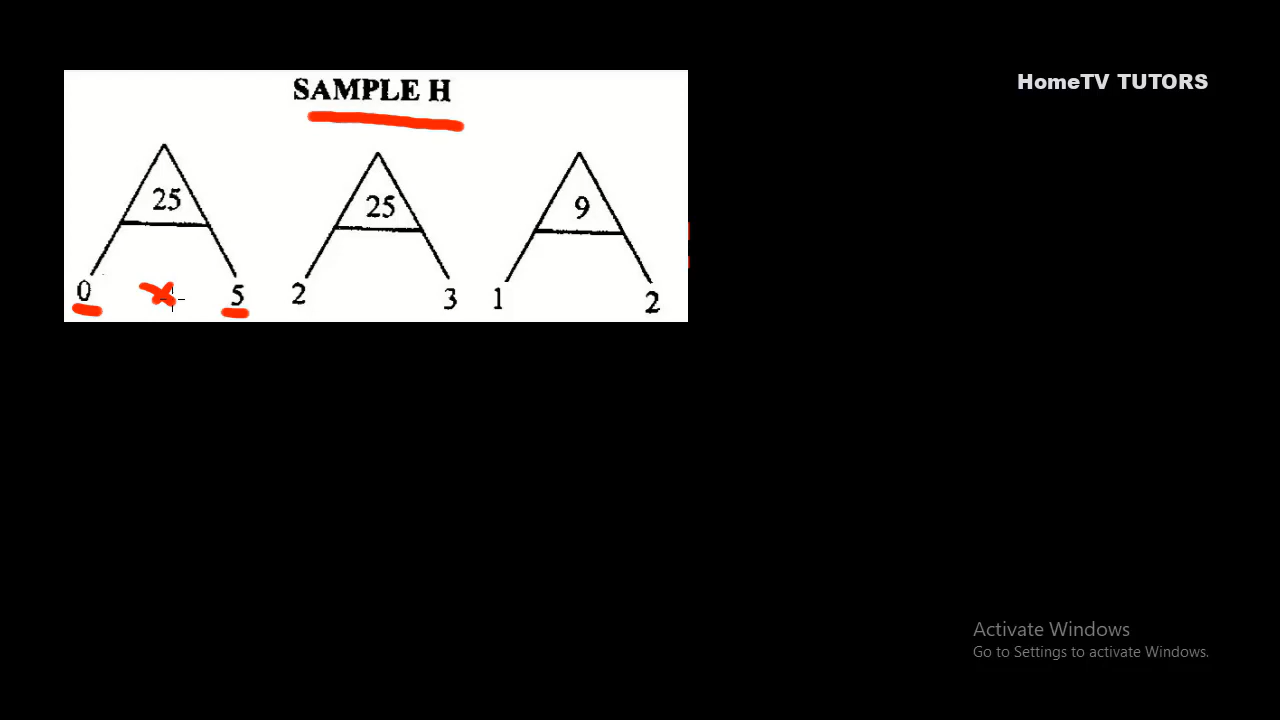 HomeTV TUTORS
SAMPLE H
25 25 9
0 5 2 3 1 2
Activate Windows
Go to Settings to activate Windows.